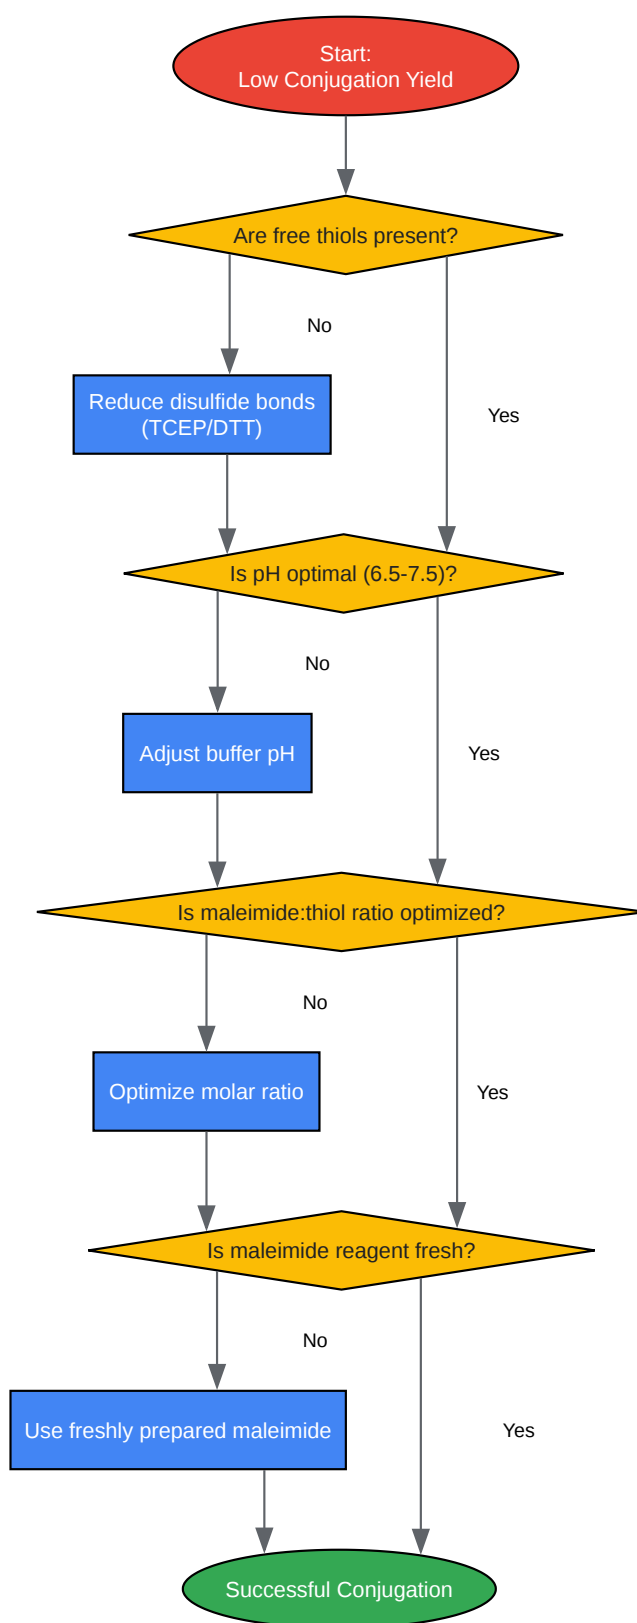 Start:
Low Conjugation Yield
Are free thiols present?
No
Reduce disulfide bonds
(TCEP/DTT)
Yes
Is pH optimal (6.5-7.5)?
No
Adjust buffer pH
Yes
Is maleimide:thiol ratio optimized?
No
Optimize molar ratio
Yes
Is maleimide reagent fresh?
No
Use freshly prepared maleimide
Yes
Successful Conjugation